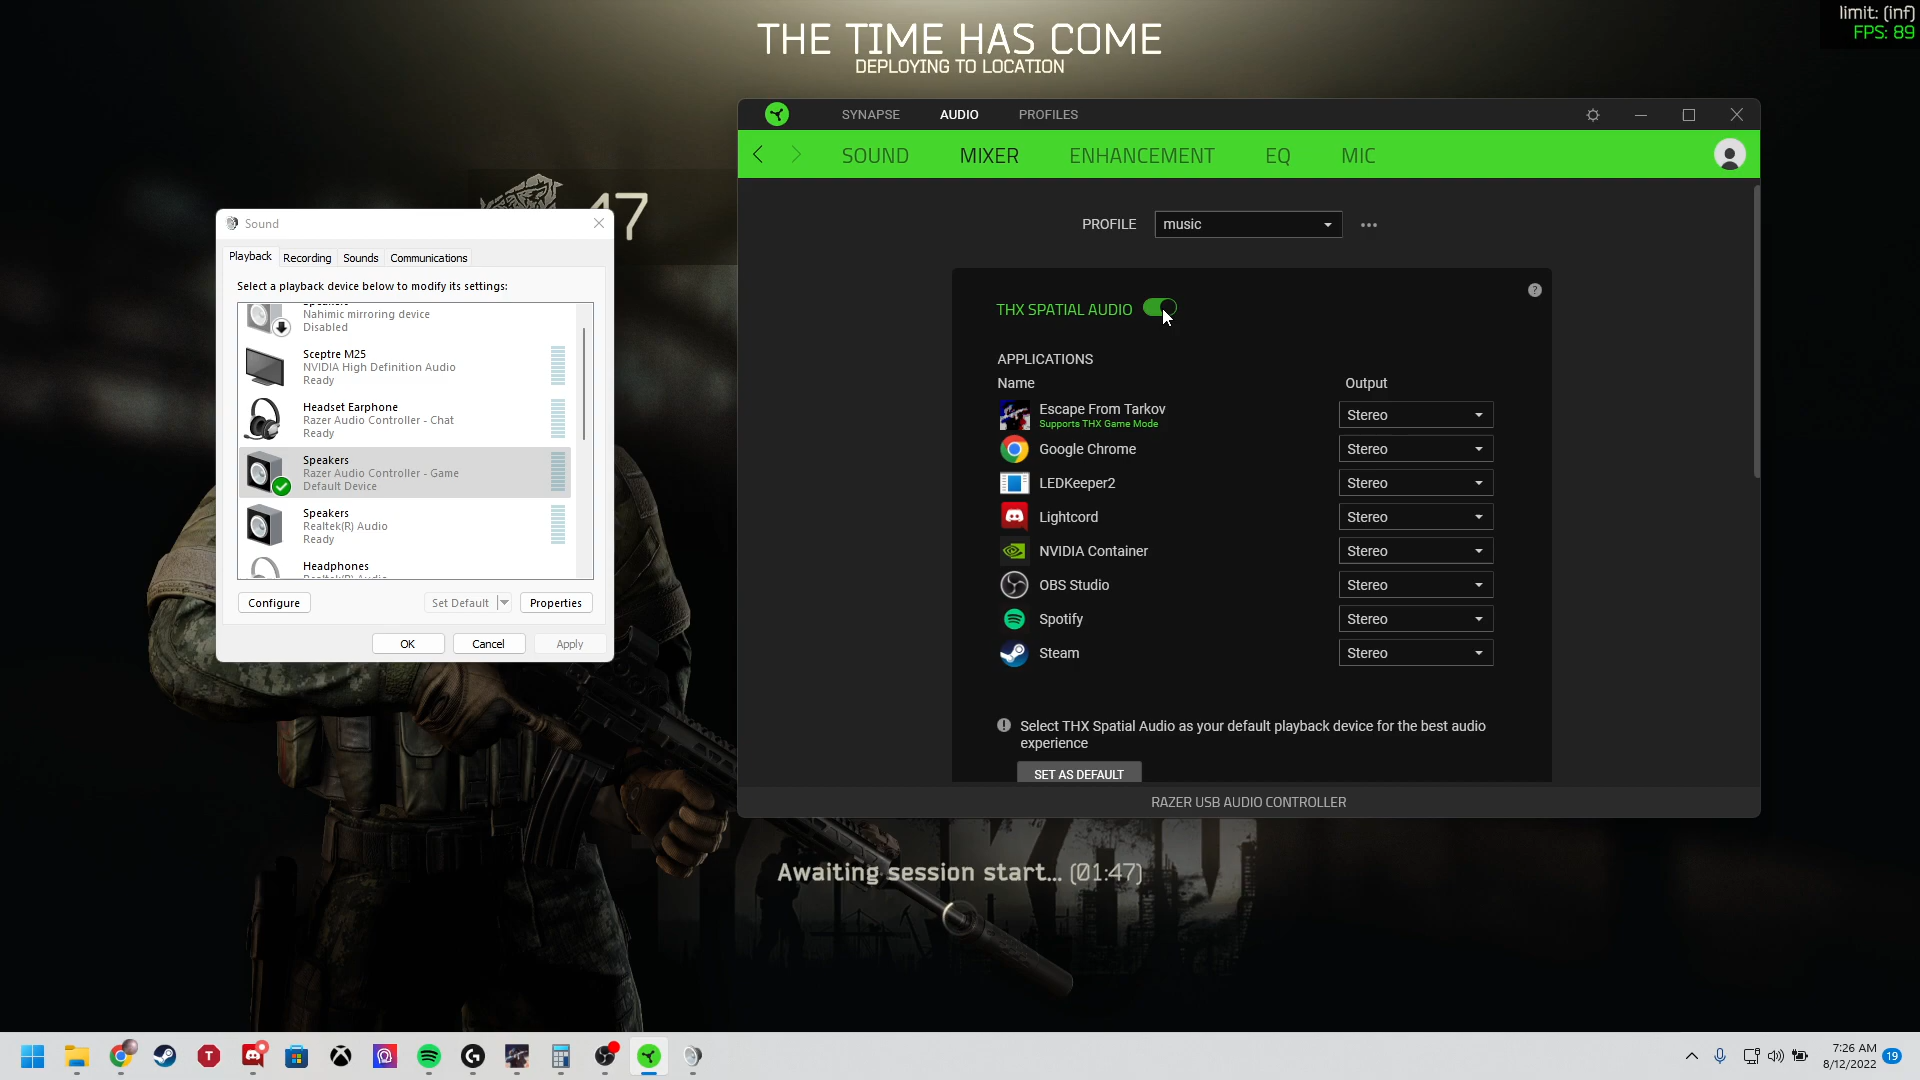 limit: (inf)
FPS: 89
THE TIME HAS COME
DEPLOYING TO LOCATION
47
SYNAPSE AUDIO PROFILES
SOUND MIXER ENHANCEMENT EQ MIC
PROFILE music
THX SPATIAL AUDIO
APPLICATIONS
Name Output
Escape From Tarkov Stereo
Supports THX Game Mode
Google Chrome Stereo
LEDKeeper2 Stereo
Lightcord Stereo
NVIDIA Container Stereo
OBS Studio Stereo
Spotify Stereo
Steam Stereo
Select THX Spatial Audio as your default playback device for the best audio
experience
SET AS DEFAULT
RAZER USB AUDIO CONTROLLER
Sound
Playback Recording Sounds Communications
Select a playback device below to modify its settings:
Speakers
Nahimic mirroring device
Disabled
Sceptre M25
NVIDIA High Definition Audio
Ready
Headset Earphone
Razer Audio Controller - Chat
Ready
Speakers
Razer Audio Controller - Game
Default Device
Speakers
Realtek(R) Audio
Ready
Headphones
Realtek(R) Audio
Configure Set Default Properties
OK Cancel Apply
Awaiting session start... (01:47)
7:26 AM
8/12/2022
19